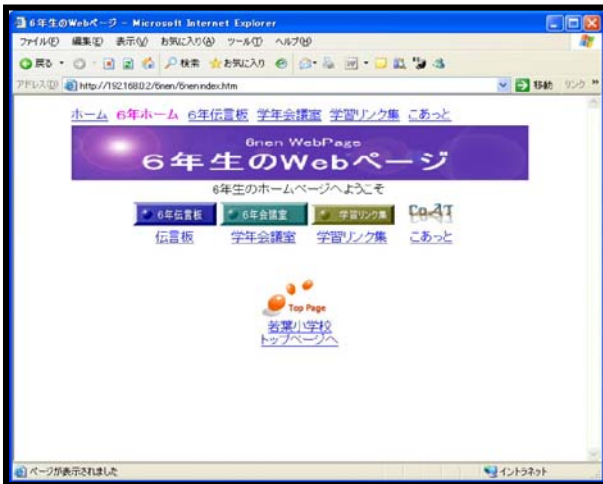 6年生のWebページ - Microsoft Internet Explorer
ファイル(F) 編集(E) 表示(V) お気に入り(A) ツール(T) ヘルプ(H)
戻る 検索 お気に入り
アドレス(D) http://192.168.0.2/6nen/6nenindex.htm 移動 リンク
ホーム 6年ホーム 6年伝言板 学年会議室 学習リンク集 こあっと
6nen WebPage
6年生のWebページ
6年生のホームページへようこそ
6年伝言板 6年会議室 学習リンク集 Co-AT
伝言板 学年会議室 学習リンク集 こあっと
Top Page
若葉小学校
トップページへ
ページが表示されました イントラネット